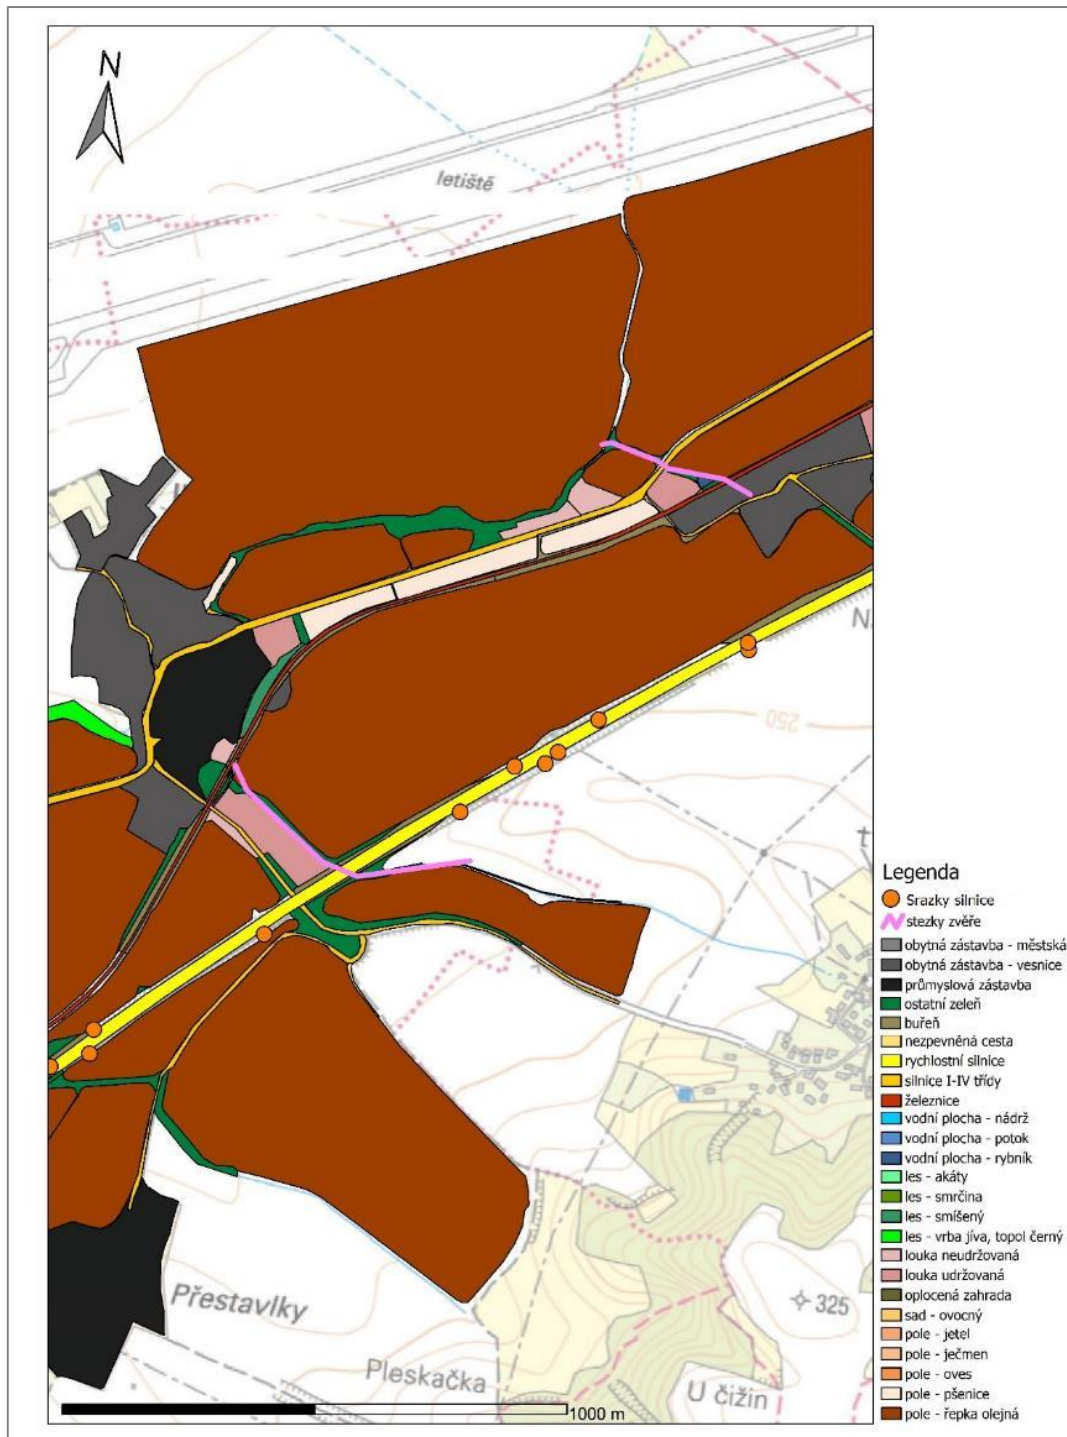 N
letiště
N
250
t
Legenda
Srazky silnice
stezky zvěře
obytná zástavba - městská
obytná zástavba - vesnice
průmyslová zástavba
ostatní zeleň
buřeň
nezpevněná cesta
rychlostní silnice
silnice I-IV třídy
železnice
vodní plocha - nádrž
vodní plocha - potok
vodní plocha - rybník
les - akáty
les - smrčina
les - smíšený
les - vrba jíva, topol černý
louka neudržovaná
louka udržovaná
oplocená zahrada
sad - ovocný
pole - jetel
pole - ječmen
pole - oves
pole - pšenice
pole - řepka olejná
Přestavlky
325
Pleskačka
U čižin
1000 m